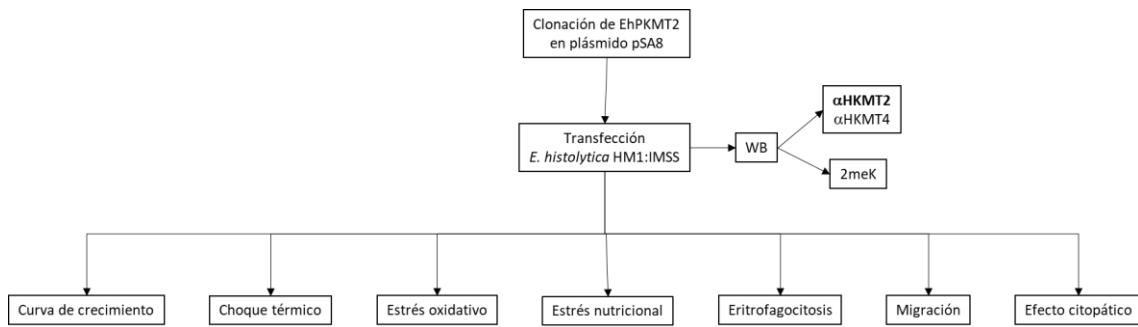 Clonación de EhPKMT2
en plásmido pSA8
αHKMT2
αHKMT4
Transfección
E. histolytica HM1:IMSS
WB
2meK
Curva de crecimiento
Choque térmico
Estrés oxidativo
Estrés nutricional
Eritrofagocitosis
Migración
Efecto citopático